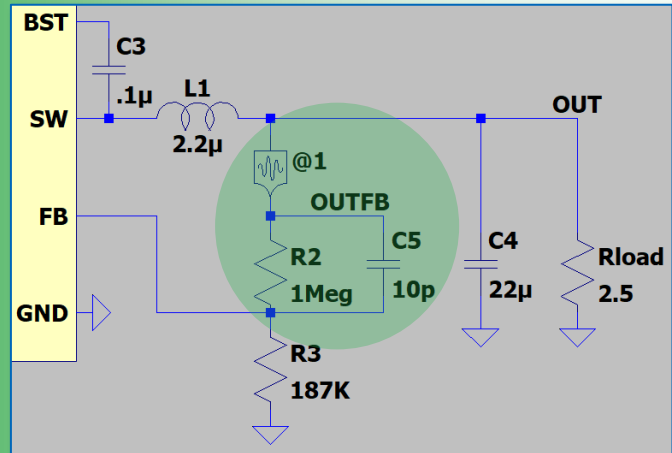 BST
C3
.1µ
L1
SW
2.2µ
OUT
@1
OUTFB
FB
R2
C5
C4
Rload
1Meg
10p
22µ
2.5
GND
R3
187K